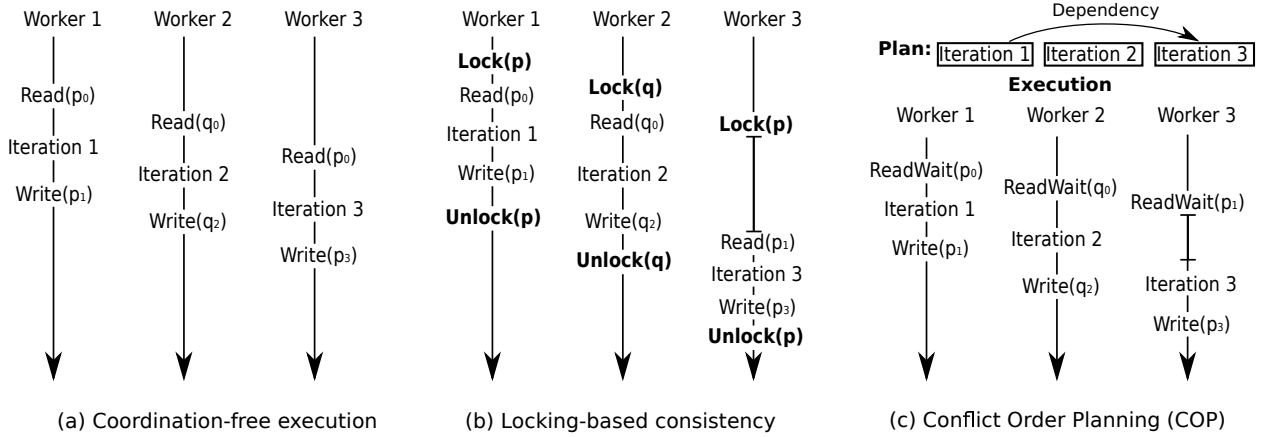 Worker 1 Worker 2 Worker 3
Read(p₀)
Read(q₀)
Iteration 1
Read(p₀)
Iteration 2
Write(p₁)
Iteration 3
Write(q₂)
Write(p₃)
(a) Coordination-free execution
Worker 1 Worker 2 Worker 3
Lock(p)
Lock(q)
Read(p₀)
Read(q₀)
Lock(p)
Iteration 1
Write(p₁)
Iteration 2
Unlock(p)
Write(q₂)
Read(p₁)
Unlock(q)
Iteration 3
Write(p₃)
Unlock(p)
(b) Locking-based consistency
Dependency
Plan: Iteration 1 Iteration 2 Iteration 3
Execution
Worker 1 Worker 2 Worker 3
ReadWait(p₀)
ReadWait(q₀)
ReadWait(p₁)
Iteration 1
Iteration 2
Write(p₁)
Write(q₂)
Iteration 3
Write(p₃)
(c) Conflict Order Planning (COP)